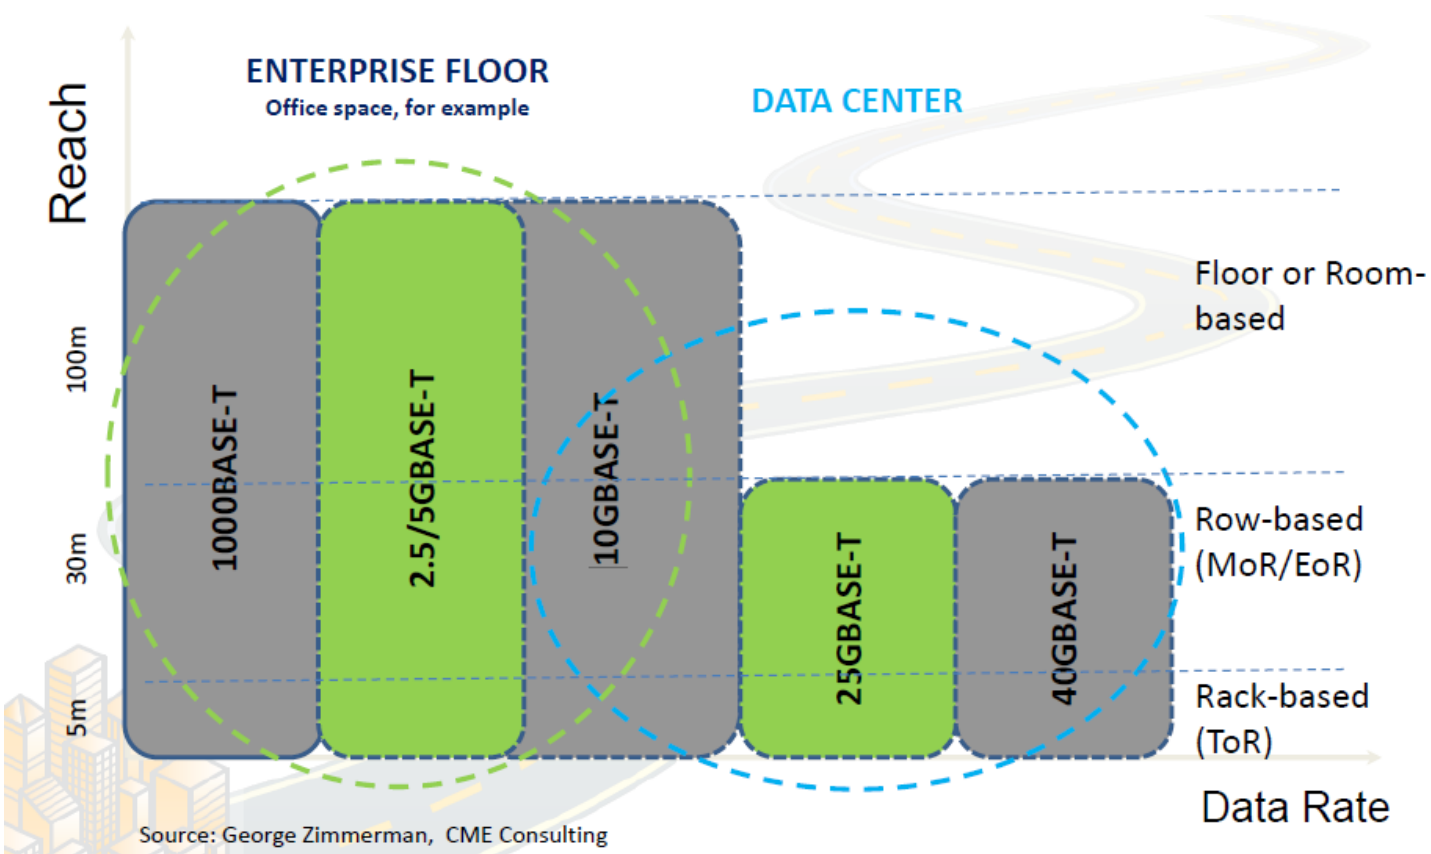 ENTERPRISE FLOOR
Office space, for example
DATA CENTER
Reach
100m
30m
5m
1000BASE-T
2.5/5GBASE-T
10GBASE-T
25GBASE-T
40GBASE-T
Floor or Room-
based
Row-based
(MoR/EoR)
Rack-based
(ToR)
Data Rate
Source: George Zimmerman, CME Consulting